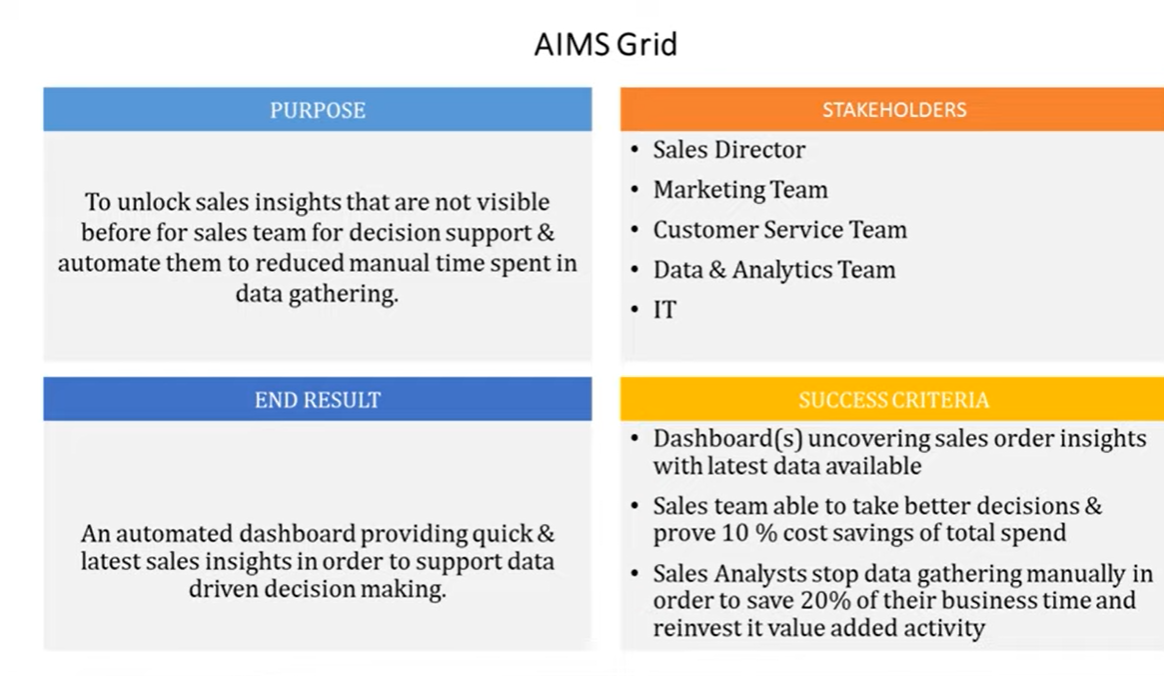 AIMS Grid
PURPOSE
To unlock sales insights that are not visible
before for sales team for decision support &
automate them to reduced manual time spent in
data gathering.
STAKEHOLDERS
• Sales Director
• Marketing Team
• Customer Service Team
• Data & Analytics Team
• IT
END RESULT
An automated dashboard providing quick &
latest sales insights in order to support data
driven decision making.
SUCCESS CRITERIA
• Dashboard(s) uncovering sales order insights
with latest data available
• Sales team able to take better decisions &
prove 10 % cost savings of total spend
• Sales Analysts stop data gathering manually in
order to save 20% of their business time and
reinvest it value added activity